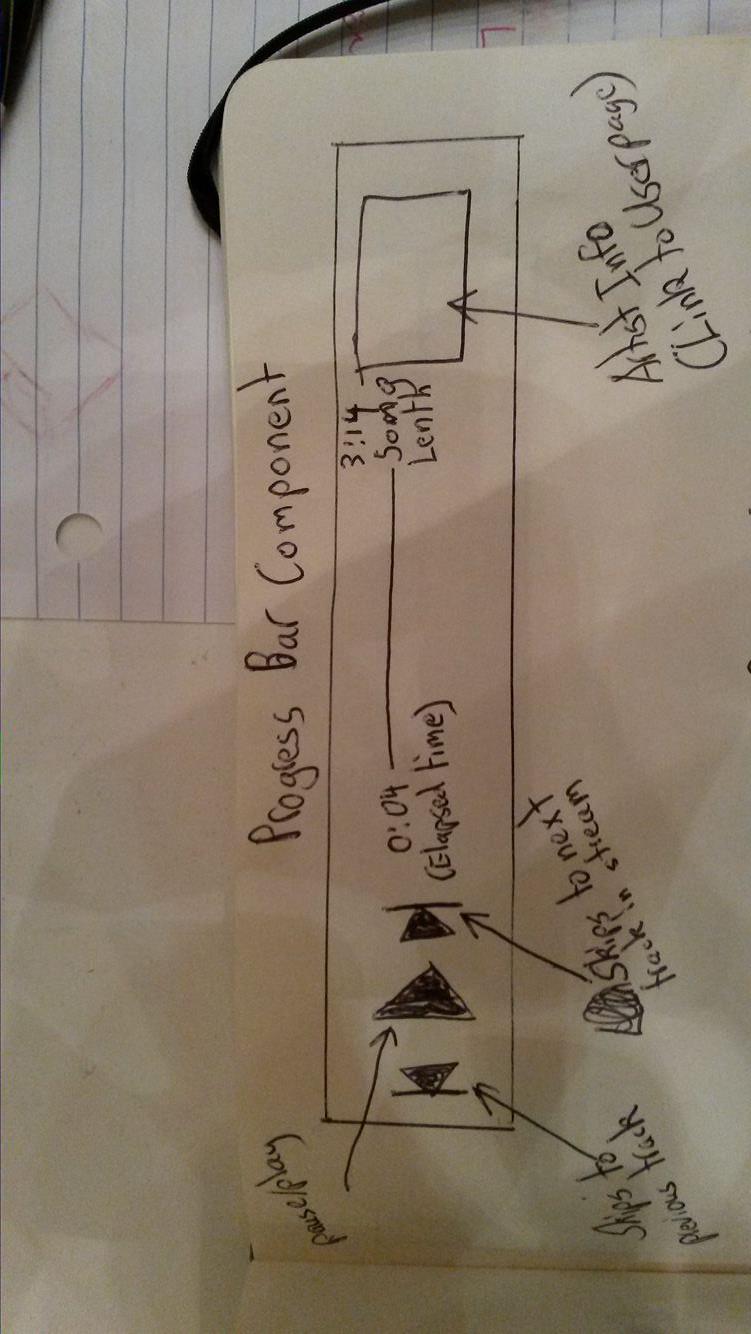 Progress Bar Component
pause/play
0:04
(Elapsed time)
3:14
Song
Lenth
Skips to
previous track
Skips to next
track in stream
Artist Info
(Link to User page)